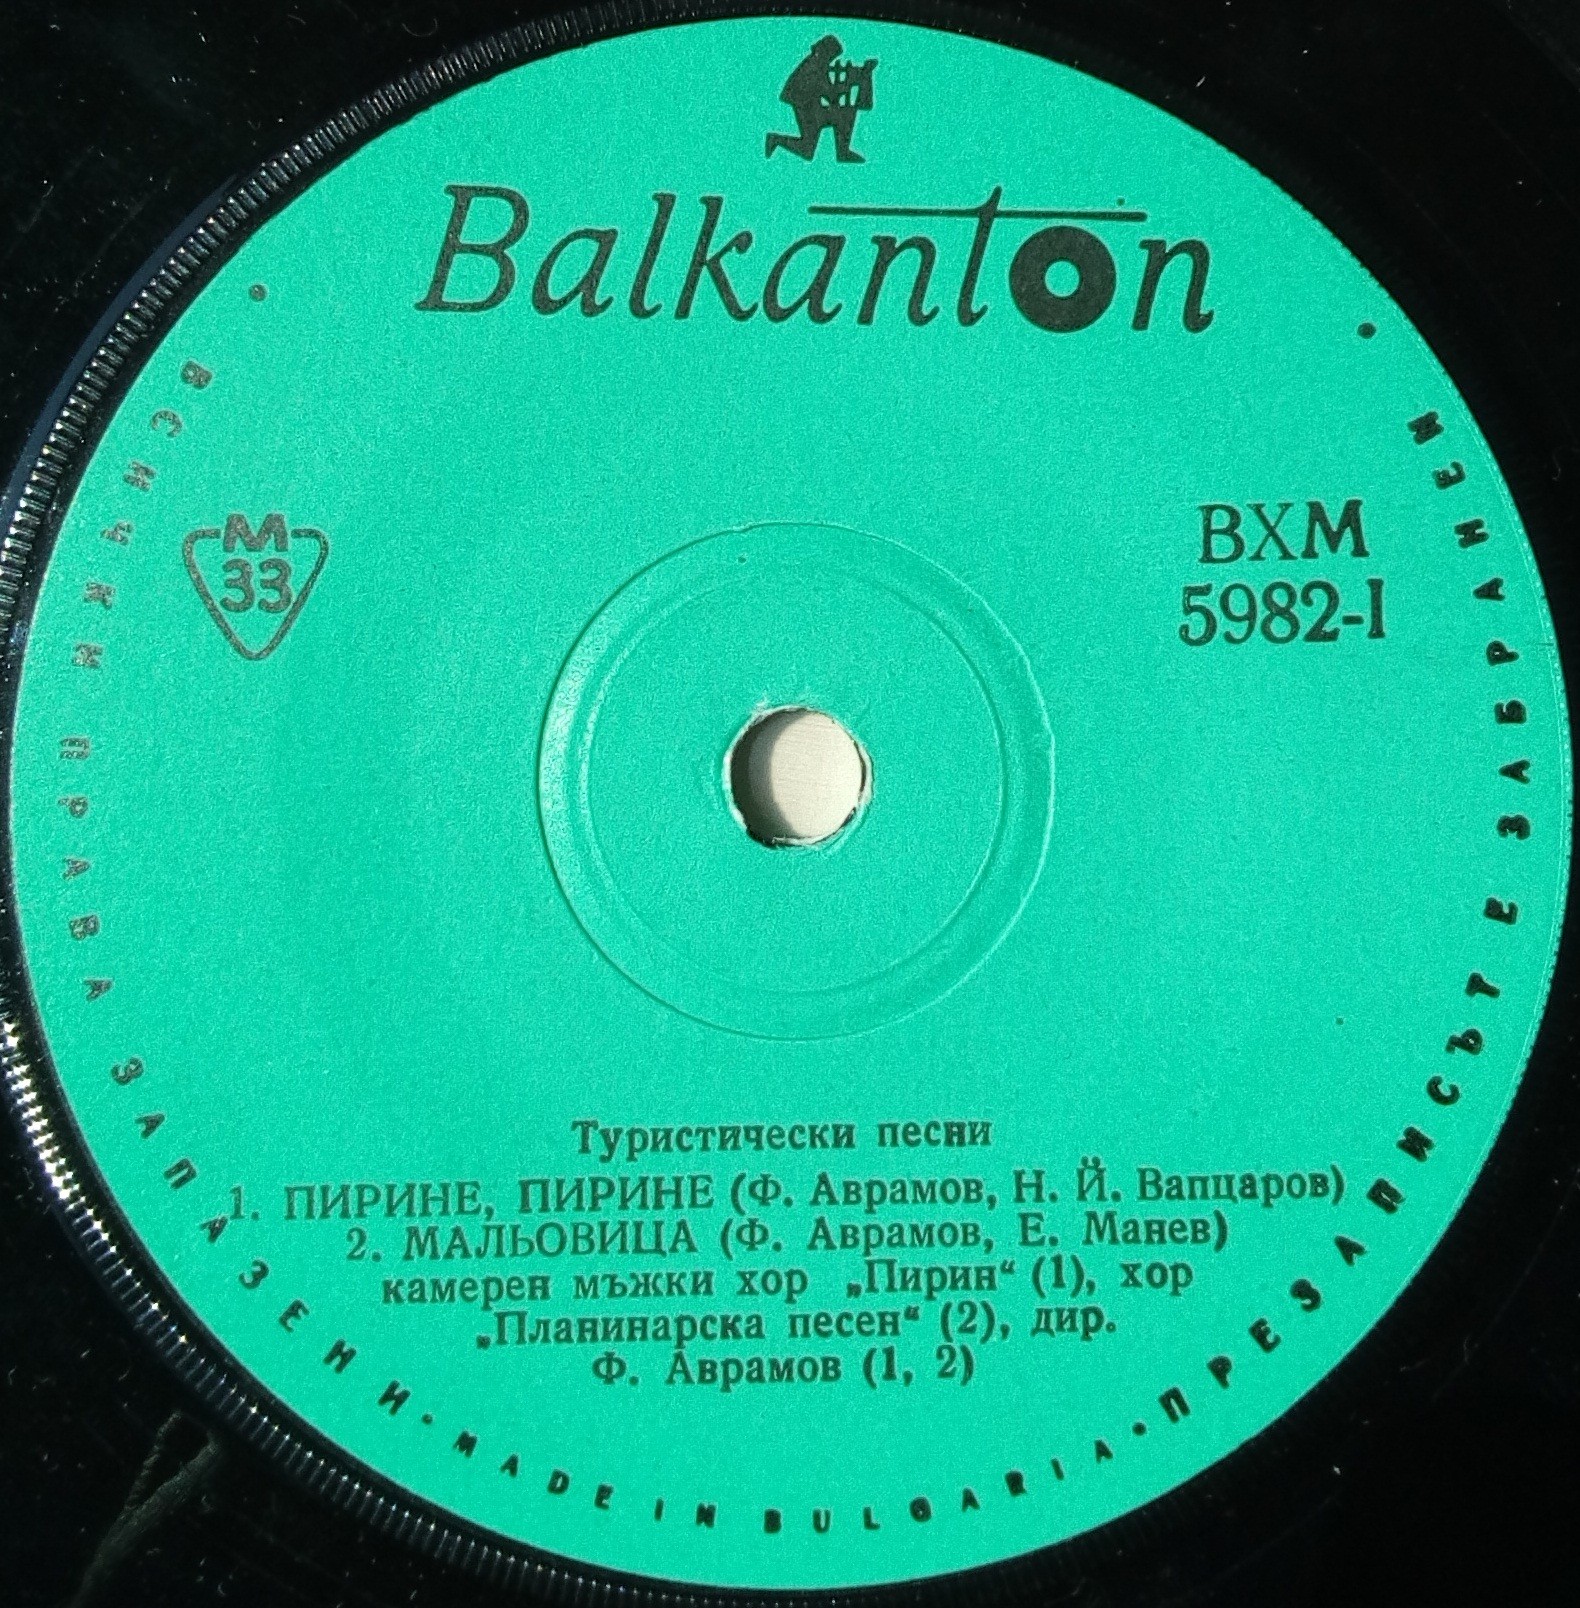 Balkanton
М
33
ВХМ
5982-I
Туристически песни
1. ПИРИНЕ, ПИРИНЕ (Ф. Аврамов, Н. Й. Вапцаров)
2. МАЛЬОВИЦА (Ф. Аврамов, Е. Манев)
камерен мъжки хор „Пирин“ (1), хор
„Планинарска песен“ (2), дир.
Ф. Аврамов (1, 2)
• ВСИЧКИ ПРАВА ЗАПАЗЕНИ • MADE IN BULGARIA • ПРЕЗАПИСЪТ Е ЗАБРАНЕН •